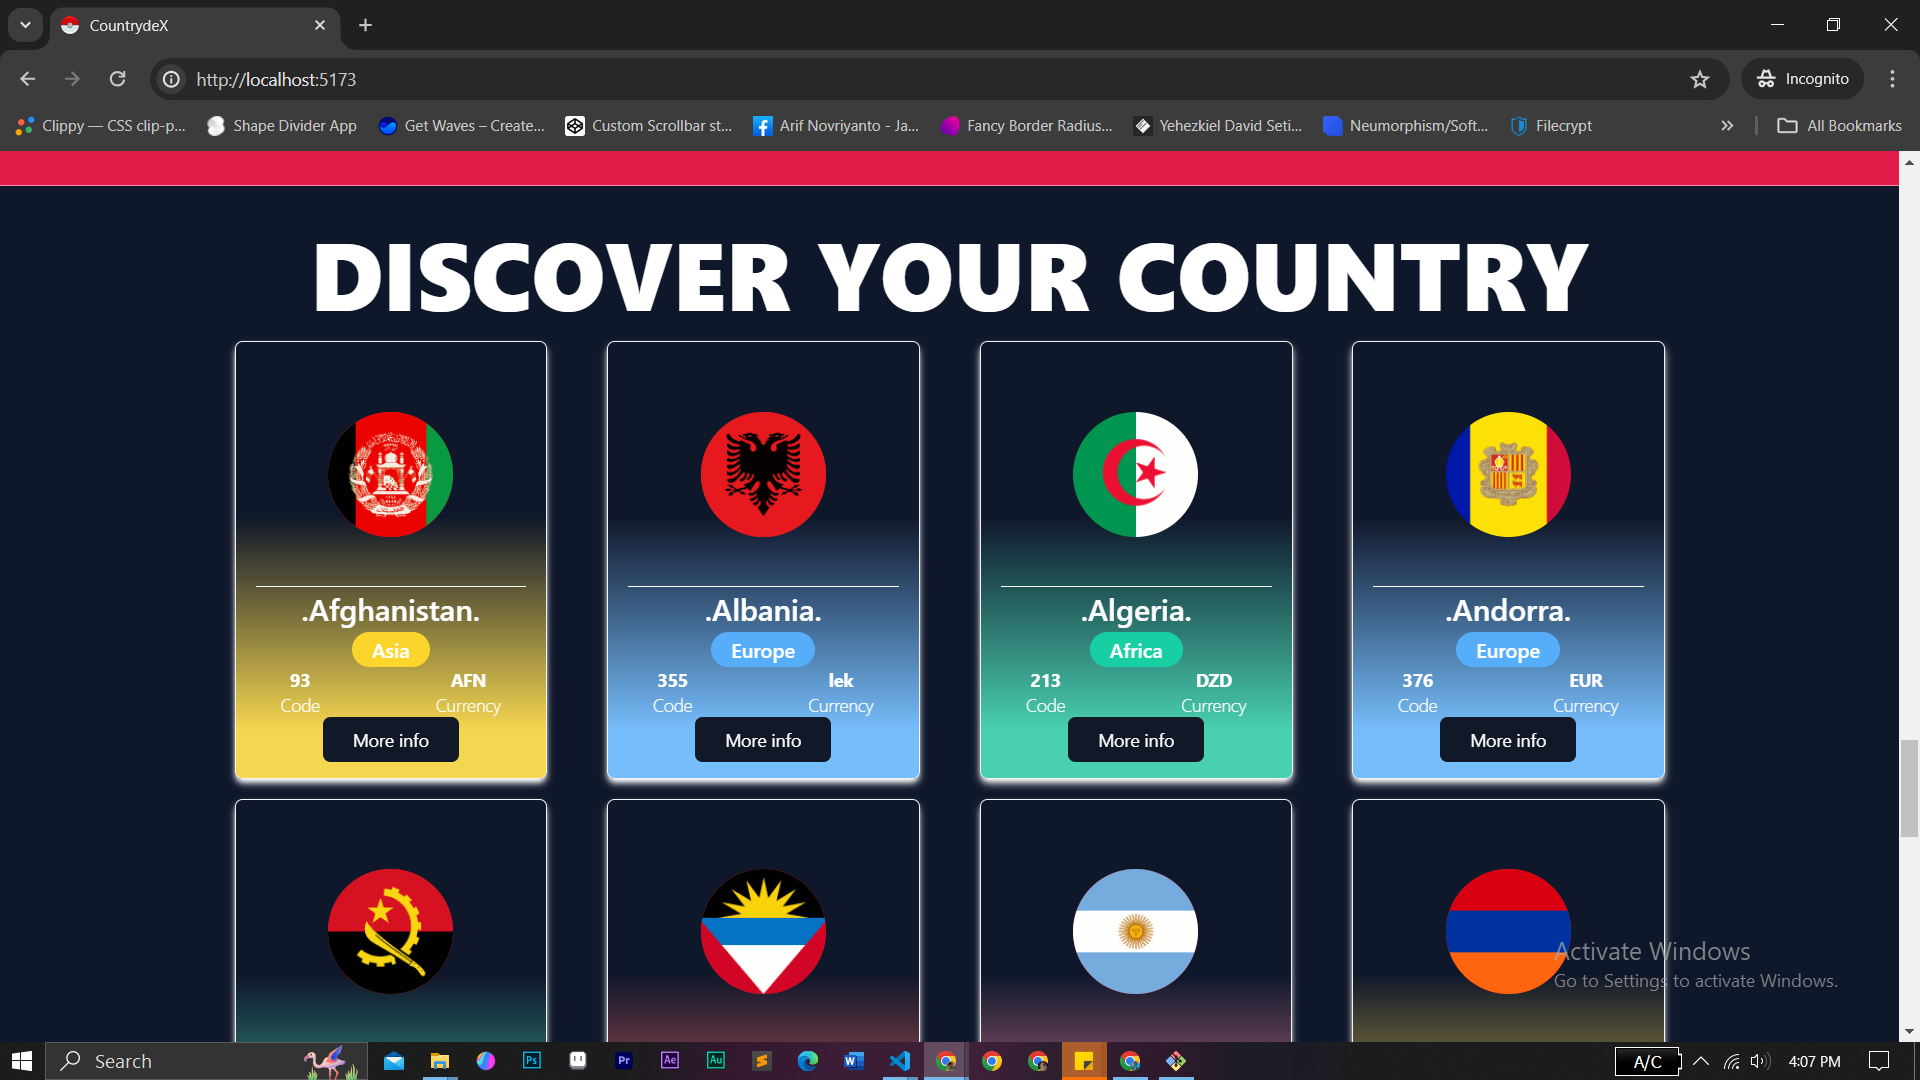 CountrydeX
http://localhost:5173
Incognito
Clippy — CSS clip-p...
Shape Divider App
Get Waves – Create...
Custom Scrollbar st...
Arif Novriyanto - Ja...
Fancy Border Radius...
Yehezkiel David Seti...
Neumorphism/Soft...
Filecrypt
All Bookmarks
DISCOVER YOUR COUNTRY
.Afghanistan.
Asia
93
AFN
Code
Currency
More info
.Albania.
Europe
355
lek
Code
Currency
More info
.Algeria.
Africa
213
DZD
Code
Currency
More info
.Andorra.
Europe
376
EUR
Code
Currency
More info
Activate Windows
Go to Settings to activate Windows.
Search
Ps
Pr
Ae
Au
W
A/C
4:07 PM